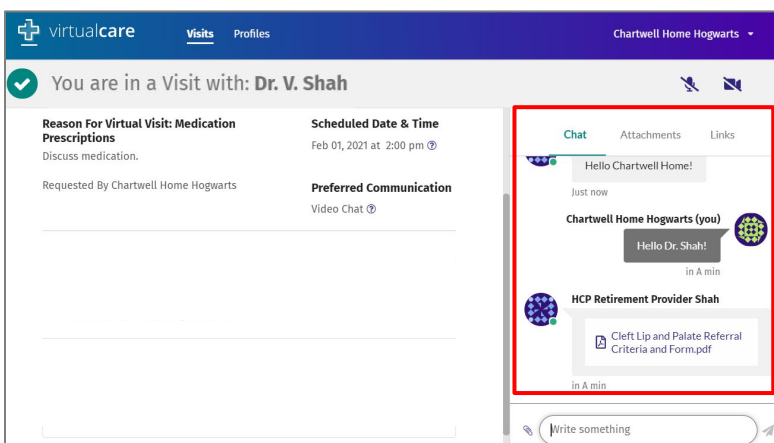 virtualcare
Visits
Profiles
Chartwell Home Hogwarts
You are in a Visit with: Dr. V. Shah
Reason For Virtual Visit: Medication
Prescriptions
Discuss medication.
Requested By Chartwell Home Hogwarts
Scheduled Date & Time
Feb 01, 2021 at 2:00 pm
Preferred Communication
Video Chat
Chat
Attachments
Links
Hello Chartwell Home!
Just now
Chartwell Home Hogwarts (you)
Hello Dr. Shah!
in A min
HCP Retirement Provider Shah
Cleft Lip and Palate Referral
Criteria and Form.pdf
in A min
Write something